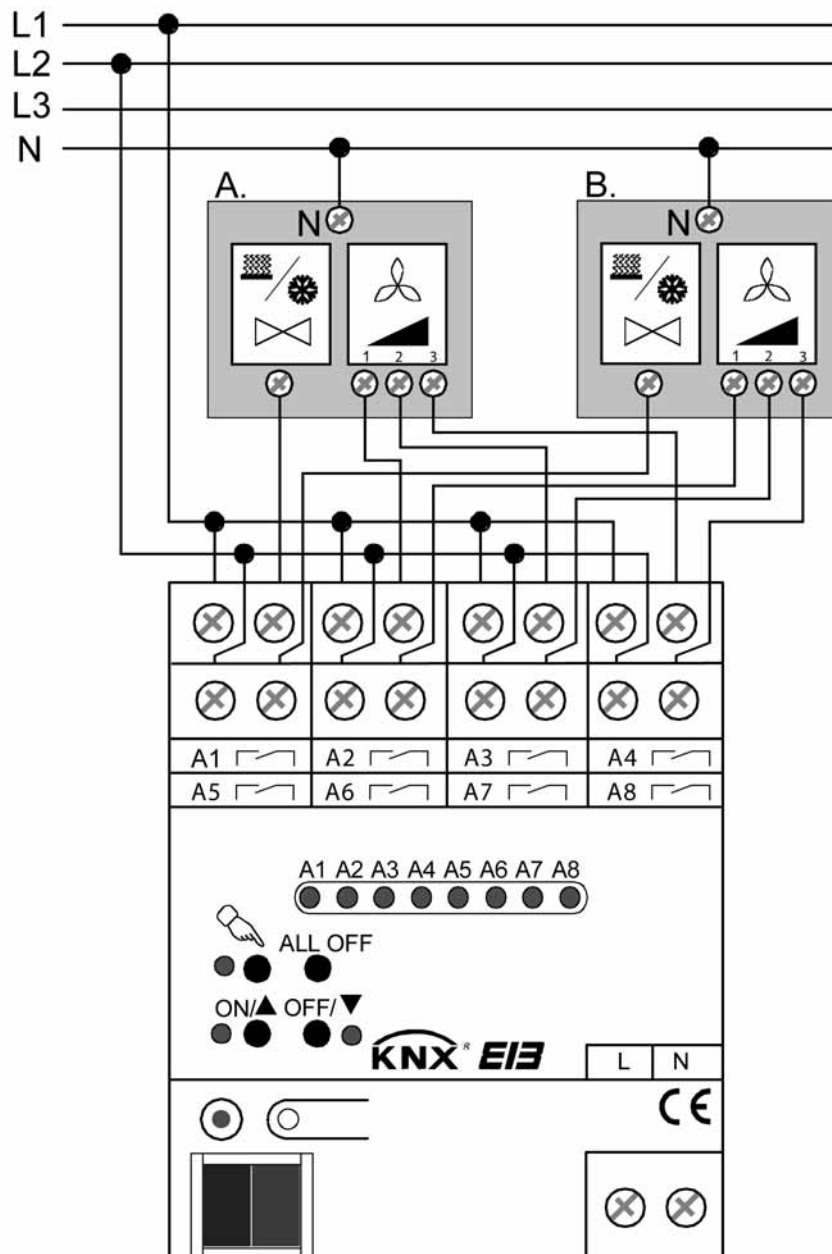 L1
L2
L3
N
A. B.
N N
1 2 3 1 2 3
A1 A2 A3 A4
A5 A6 A7 A8
A1 A2 A3 A4 A5 A6 A7 A8
ALL OFF
ON/▲ OFF/▼
KNX® EIB
L N
CE